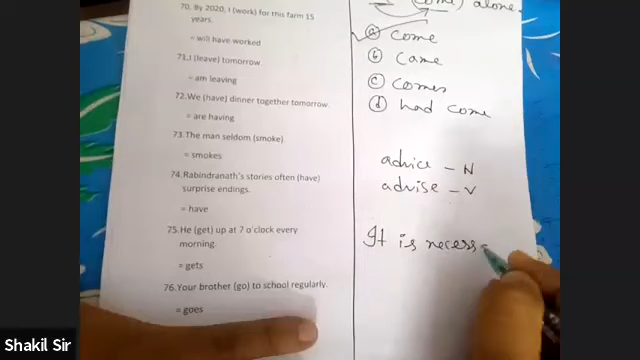 70. By 2020, I (work) for this farm 15
years.
= will have worked
71.I (leave) tomorrow.
= am leaving
72.We (have) dinner together tomorrow.
= are having
73.The man seldom (smoke).
= smokes
74.Rabindranath's stories often (have)
surprise endings.
= have
75.He (get) up at 7 o'clock every
morning.
= gets
76.Your brother (go) to school regularly.
= goes
(come) alone.
(a) come
(b) came
(c) comes
(d) had come
advice - N
advise - V
It is necess
Shakil Sir